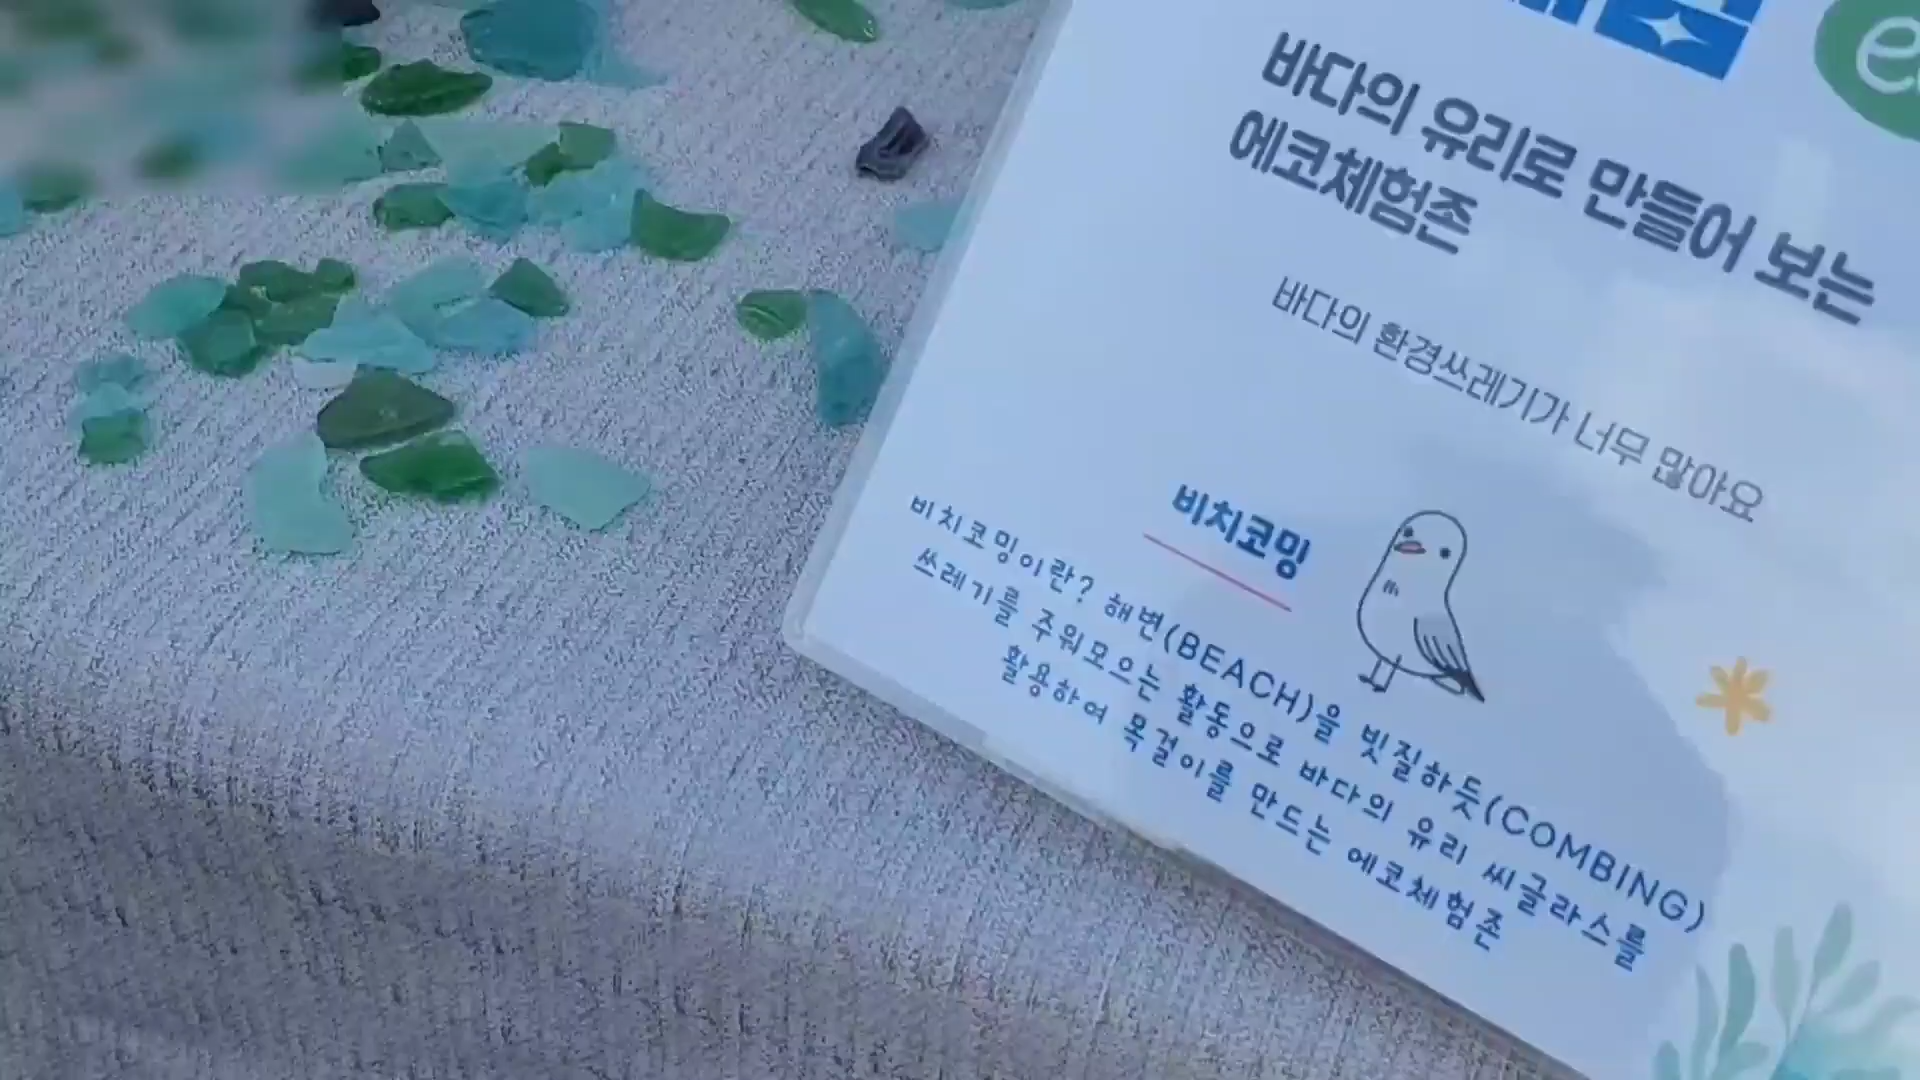 바다의 유리로 만들어 보는
에코체험존
바다의 환경쓰레기가 너무 많아요
비치코밍
비치코밍이란? 해변(BEACH)을 빗질하듯(COMBING)
쓰레기를 주워모으는 활동으로 바다의 유리 씨글라스를
활용하여 목걸이를 만드는 에코체험존